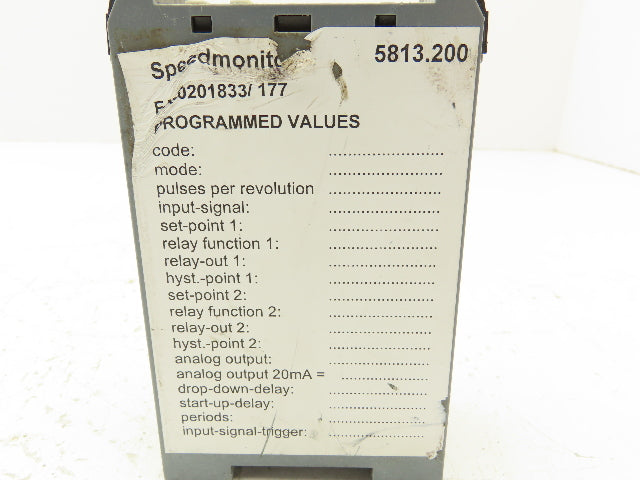 Speedmonito 5813.200
0201833/ 177
PROGRAMMED VALUES
code: ........................
mode: ........................
pulses per revolution ........................
input-signal: ........................
set-point 1: ........................
relay function 1: ........................
relay-out 1: ........................
hyst.-point 1: ........................
set-point 2: ........................
relay function 2: ........................
relay-out 2: ........................
hyst.-point 2: ........................
analog output: ........................
analog output 20mA = ....................
drop-down-delay: ........................
start-up-delay: ........................
periods: ........................
input-signal-trigger: ........................